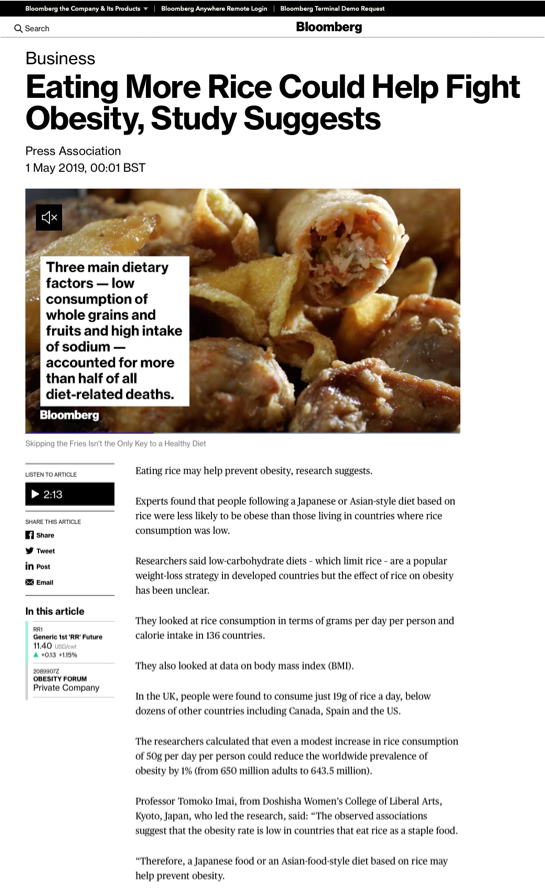 Bloomberg the Company & Its Products
Bloomberg Anywhere Remote Login
Bloomberg Terminal Demo Request
Search
Bloomberg
Business
Eating More Rice Could Help Fight
Obesity, Study Suggests
Press Association
1 May 2019, 00:01 BST
Three main dietary
factors — low
consumption of
whole grains and
fruits and high intake
of sodium —
accounted for more
than half of all
diet-related deaths.
Bloomberg
Skipping the Fries Isn't the Only Key to a Healthy Diet
LISTEN TO ARTICLE
2:13
SHARE THIS ARTICLE
Share
Tweet
Post
Email
In this article
RR1
Generic 1st 'RR' Future
11.40 USD/cwt
+0.13 +1.15%
2089907Z
OBESITY FORUM
Private Company
Eating rice may help prevent obesity, research suggests.
Experts found that people following a Japanese or Asian-style diet based on
rice were less likely to be obese than those living in countries where rice
consumption was low.
Researchers said low-carbohydrate diets - which limit rice - are a popular
weight-loss strategy in developed countries but the effect of rice on obesity
has been unclear.
They looked at rice consumption in terms of grams per day per person and
calorie intake in 136 countries.
They also looked at data on body mass index (BMI).
In the UK, people were found to consume just 19g of rice a day, below
dozens of other countries including Canada, Spain and the US.
The researchers calculated that even a modest increase in rice consumption
of 50g per day per person could reduce the worldwide prevalence of
obesity by 1% (from 650 million adults to 643.5 million).
Professor Tomoko Imai, from Doshisha Women's College of Liberal Arts,
Kyoto, Japan, who led the research, said: "The observed associations
suggest that the obesity rate is low in countries that eat rice as a staple food.
"Therefore, a Japanese food or an Asian-food-style diet based on rice may
help prevent obesity.